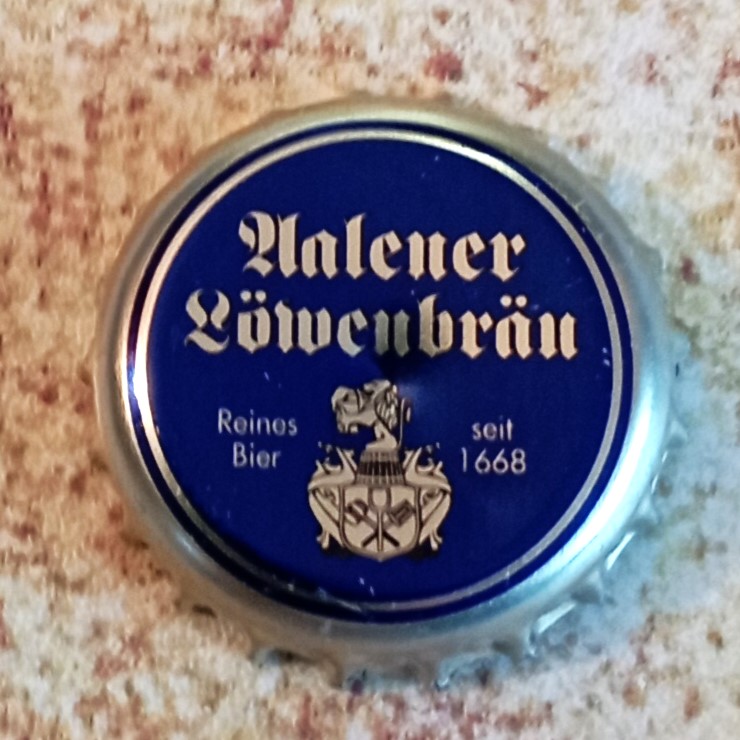 Aalener
Löwenbräu
Reines
Bier
seit
1668